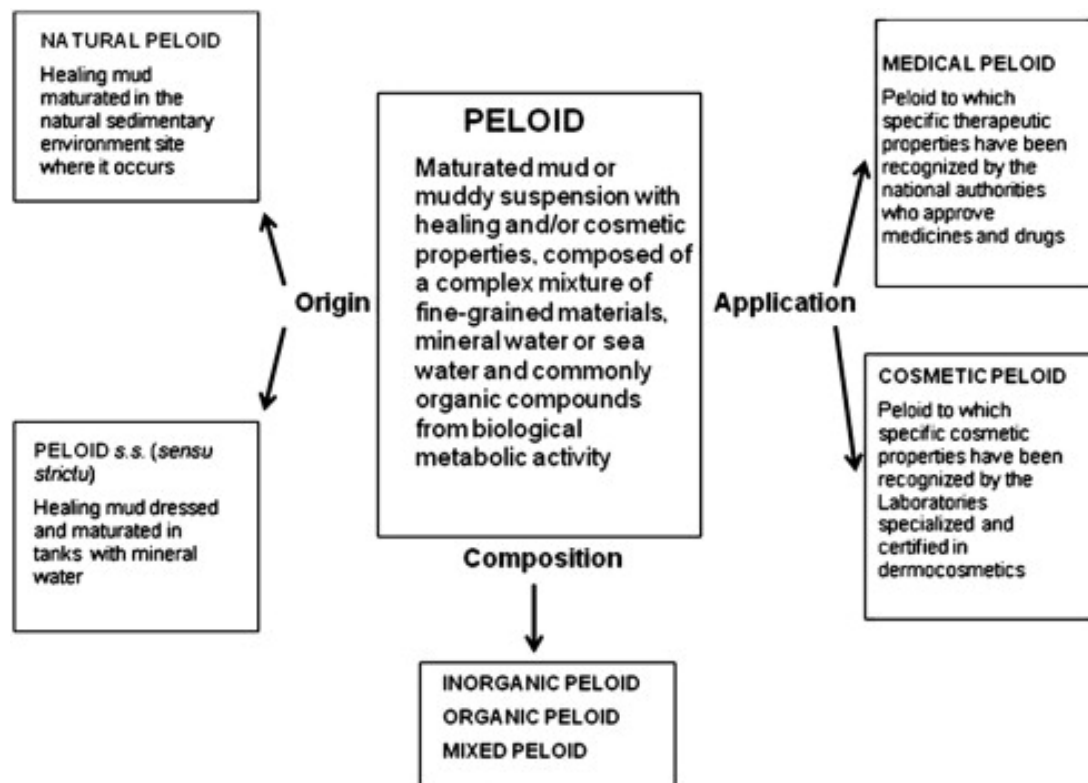 NATURAL PELOID
Healing mud
maturated in the
natural sedimentary
environment site
where it occurs
PELOID
Maturated mud or
muddy suspension with
healing and/or cosmetic
properties, composed of
a complex mixture of
fine-grained materials,
mineral water or sea
water and commonly
organic compounds
from biological
metabolic activity
MEDICAL PELOID
Peloid to which
specific therapeutic
properties have been
recognized by the
national authorities
who approve
medicines and drugs
Origin
Application
PELOID s.s. (sensu
strictu)
Healing mud dressed
and maturated in
tanks with mineral
water
COSMETIC PELOID
Peloid to which
specific cosmetic
properties have been
recognized by the
Laboratories
specialized and
certified in
dermocosmetics
Composition
INORGANIC PELOID
ORGANIC PELOID
MIXED PELOID